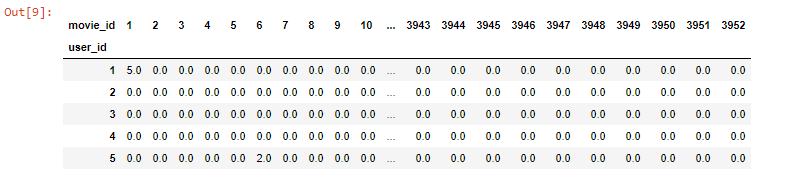 Out[9]:
movie_id 1 2 3 4 5 6 7 8 9 10 ... 3943 3944 3945 3946 3947 3948 3949 3950 3951 3952
user_id
1 5.0 0.0 0.0 0.0 0.0 0.0 0.0 0.0 0.0 0.0 ... 0.0 0.0 0.0 0.0 0.0 0.0 0.0 0.0 0.0 0.0
2 0.0 0.0 0.0 0.0 0.0 0.0 0.0 0.0 0.0 0.0 ... 0.0 0.0 0.0 0.0 0.0 0.0 0.0 0.0 0.0 0.0
3 0.0 0.0 0.0 0.0 0.0 0.0 0.0 0.0 0.0 0.0 ... 0.0 0.0 0.0 0.0 0.0 0.0 0.0 0.0 0.0 0.0
4 0.0 0.0 0.0 0.0 0.0 0.0 0.0 0.0 0.0 0.0 ... 0.0 0.0 0.0 0.0 0.0 0.0 0.0 0.0 0.0 0.0
5 0.0 0.0 0.0 0.0 0.0 2.0 0.0 0.0 0.0 0.0 ... 0.0 0.0 0.0 0.0 0.0 0.0 0.0 0.0 0.0 0.0